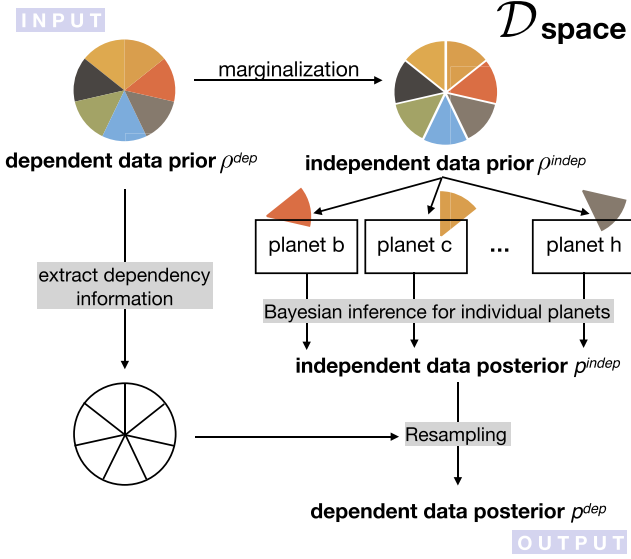 INPUT
𝒟 space
marginalization
dependent data prior ρ^dep
independent data prior ρ^indep
planet b
planet c
...
planet h
extract dependency
information
Bayesian inference for individual planets
independent data posterior p^indep
Resampling
dependent data posterior p^dep
OUTPUT